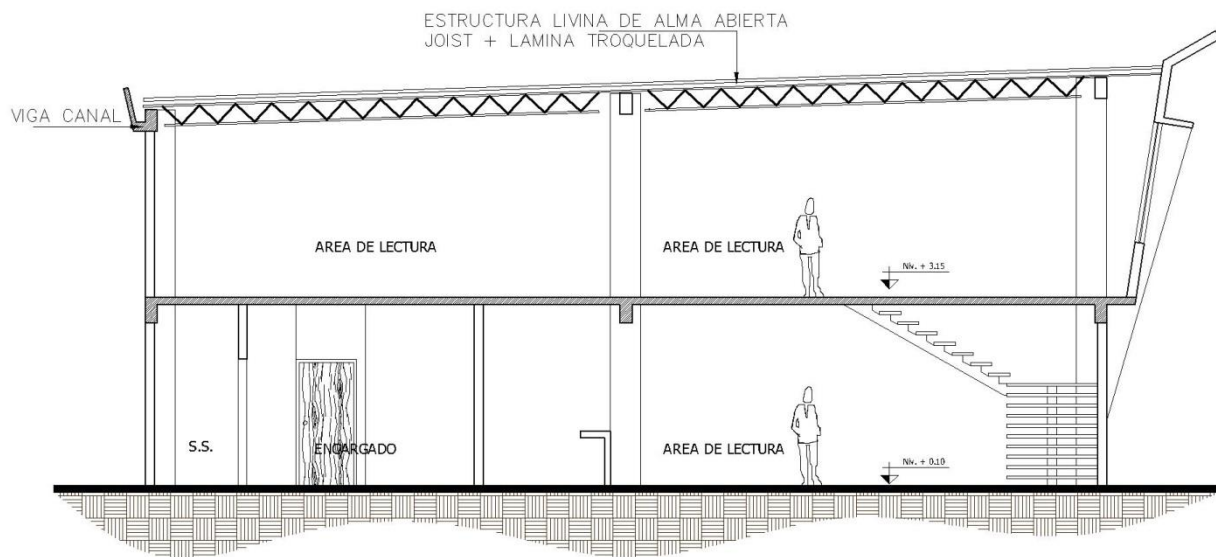 ESTRUCTURA LIVINA DE ALMA ABIERTA
JOIST + LAMINA TROQUELADA
VIGA CANAL
AREA DE LECTURA
AREA DE LECTURA
Niv. + 3.15
S.S.
ENCARGADO
AREA DE LECTURA
Niv. + 0.10